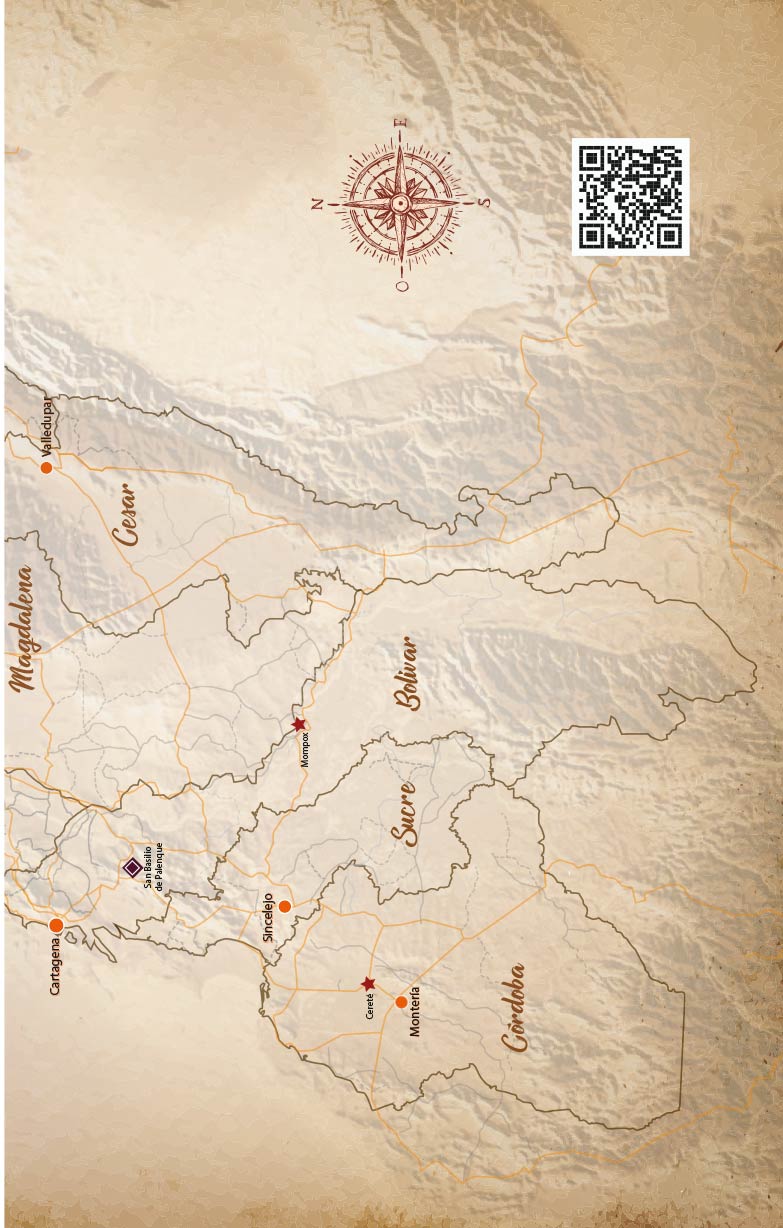 Magdalena
Valledupar
Cartagena
Cesar
San Basilio
de Palenque
Sincelejo
Mompox
N
Cereté
O
E
Sucre
Bolívar
Montería
S
Córdoba